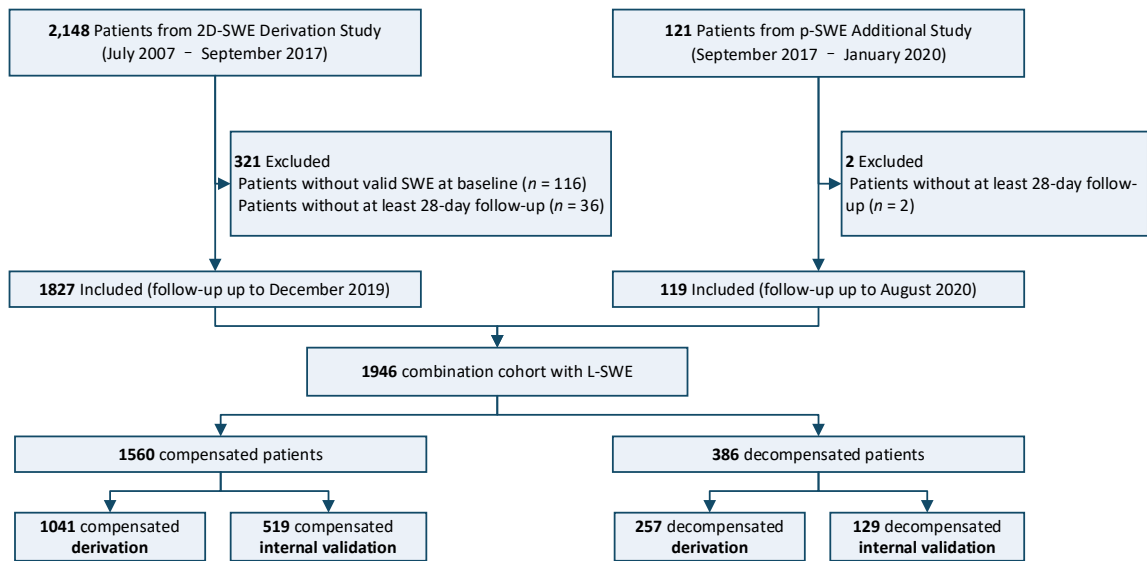 2,148 Patients from 2D-SWE Derivation Study
(July 2007 – September 2017)
121 Patients from p-SWE Additional Study
(September 2017 – January 2020)
321 Excluded
Patients without valid SWE at baseline (n = 116)
Patients without at least 28-day follow-up (n = 36)
2 Excluded
Patients without at least 28-day follow-
up (n = 2)
1827 Included (follow-up up to December 2019)
119 Included (follow-up up to August 2020)
1946 combination cohort with L-SWE
1560 compensated patients
386 decompensated patients
1041 compensated
derivation
519 compensated
internal validation
257 decompensated
derivation
129 decompensated
internal validation